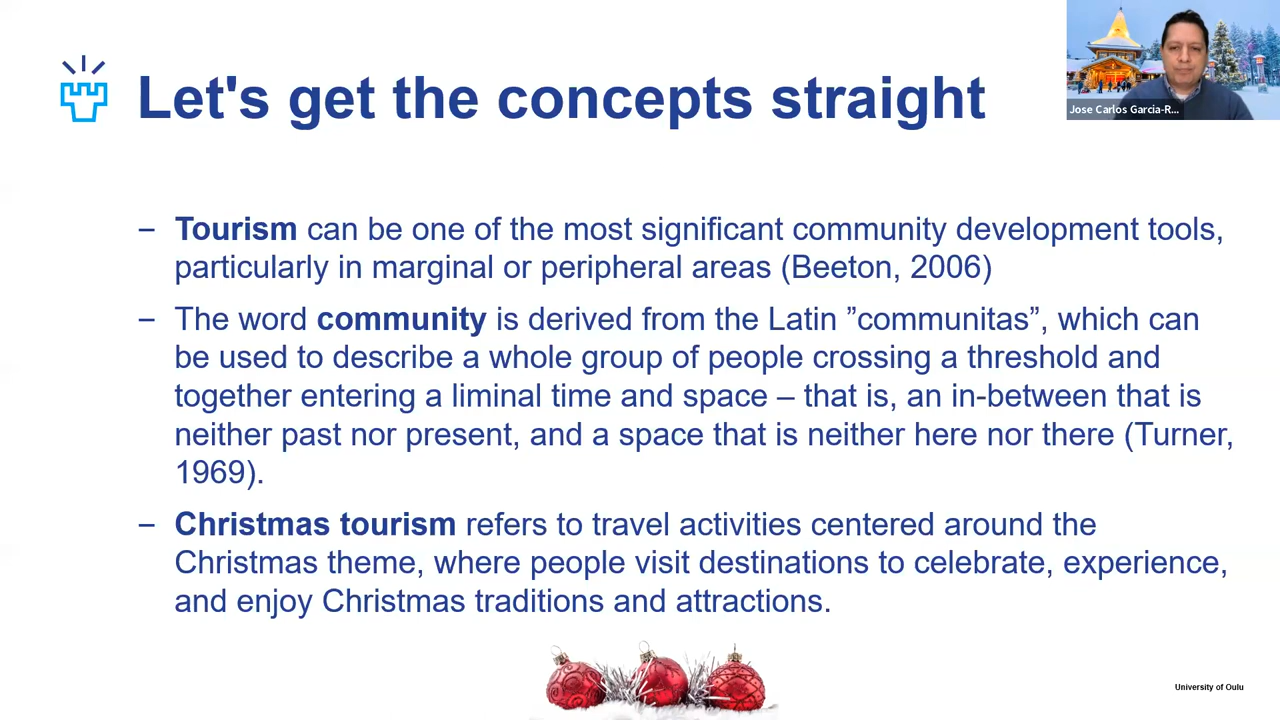 Let's get the concepts straight
Jose Carlos Garcia-R...
– Tourism can be one of the most significant community development tools,
particularly in marginal or peripheral areas (Beeton, 2006)
– The word community is derived from the Latin ”communitas”, which can
be used to describe a whole group of people crossing a threshold and
together entering a liminal time and space – that is, an in-between that is
neither past nor present, and a space that is neither here nor there (Turner,
1969).
– Christmas tourism refers to travel activities centered around the
Christmas theme, where people visit destinations to celebrate, experience,
and enjoy Christmas traditions and attractions.
University of Oulu